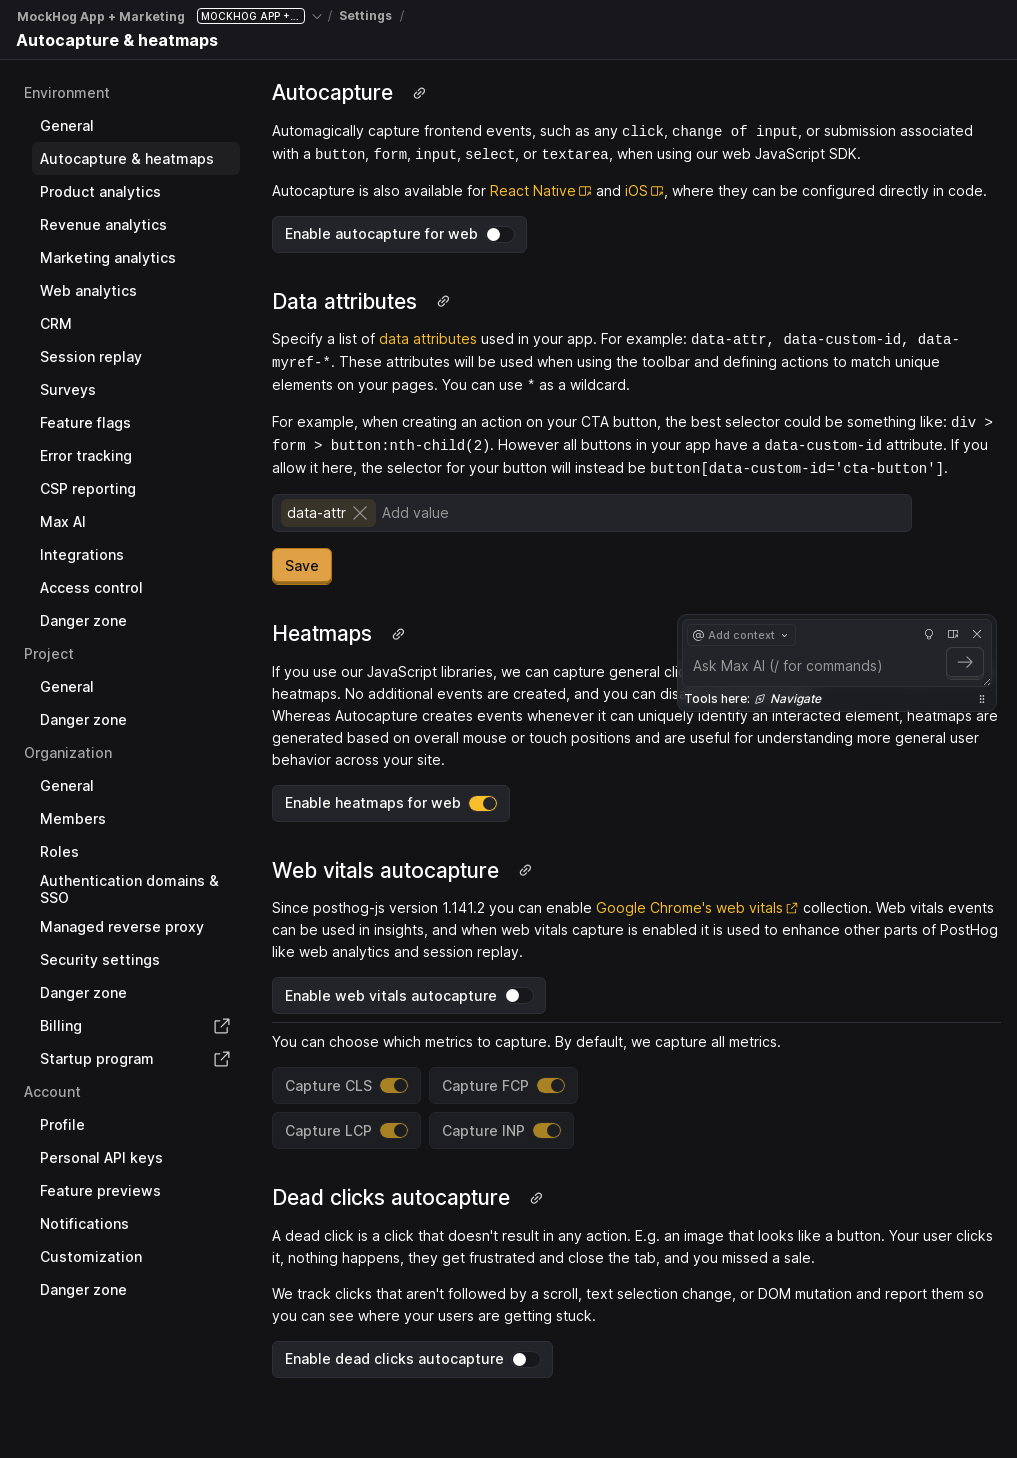 MockHog App + Marketing MOCKHOG APP +... / Settings /
Autocapture & heatmaps
Environment
General
Autocapture & heatmaps
Product analytics
Revenue analytics
Marketing analytics
Web analytics
CRM
Session replay
Surveys
Feature flags
Error tracking
CSP reporting
Max AI
Integrations
Access control
Danger zone
Project
General
Danger zone
Organization
General
Members
Roles
Authentication domains &
SSO
Managed reverse proxy
Security settings
Danger zone
Billing
Startup program
Account
Profile
Personal API keys
Feature previews
Notifications
Customization
Danger zone
Autocapture
Automagically capture frontend events, such as any click, change of input, or submission associated
with a button, form, input, select, or textarea, when using our web JavaScript SDK.
Autocapture is also available for React Native and iOS, where they can be configured directly in code.
Enable autocapture for web
Data attributes
Specify a list of data attributes used in your app. For example: data-attr, data-custom-id, data-
myref-*. These attributes will be used when using the toolbar and defining actions to match unique
elements on your pages. You can use * as a wildcard.
For example, when creating an action on your CTA button, the best selector could be something like: div >
form > button:nth-child(2). However all buttons in your app have a data-custom-id attribute. If you
allow it here, the selector for your button will instead be button[data-custom-id='cta-button'].
data-attr Add value
Save
Heatmaps
If you use our JavaScript libraries, we can capture general clic
heatmaps. No additional events are created, and you can dis
Whereas Autocapture creates events whenever it can uniquely identify an interacted element, heatmaps are
generated based on overall mouse or touch positions and are useful for understanding more general user
behavior across your site.
Enable heatmaps for web
@ Add context
Ask Max AI (/ for commands)
Tools here: Navigate
Web vitals autocapture
Since posthog-js version 1.141.2 you can enable Google Chrome's web vitals collection. Web vitals events
can be used in insights, and when web vitals capture is enabled it is used to enhance other parts of PostHog
like web analytics and session replay.
Enable web vitals autocapture
You can choose which metrics to capture. By default, we capture all metrics.
Capture CLS Capture FCP
Capture LCP Capture INP
Dead clicks autocapture
A dead click is a click that doesn't result in any action. E.g. an image that looks like a button. Your user clicks
it, nothing happens, they get frustrated and close the tab, and you missed a sale.
We track clicks that aren't followed by a scroll, text selection change, or DOM mutation and report them so
you can see where your users are getting stuck.
Enable dead clicks autocapture